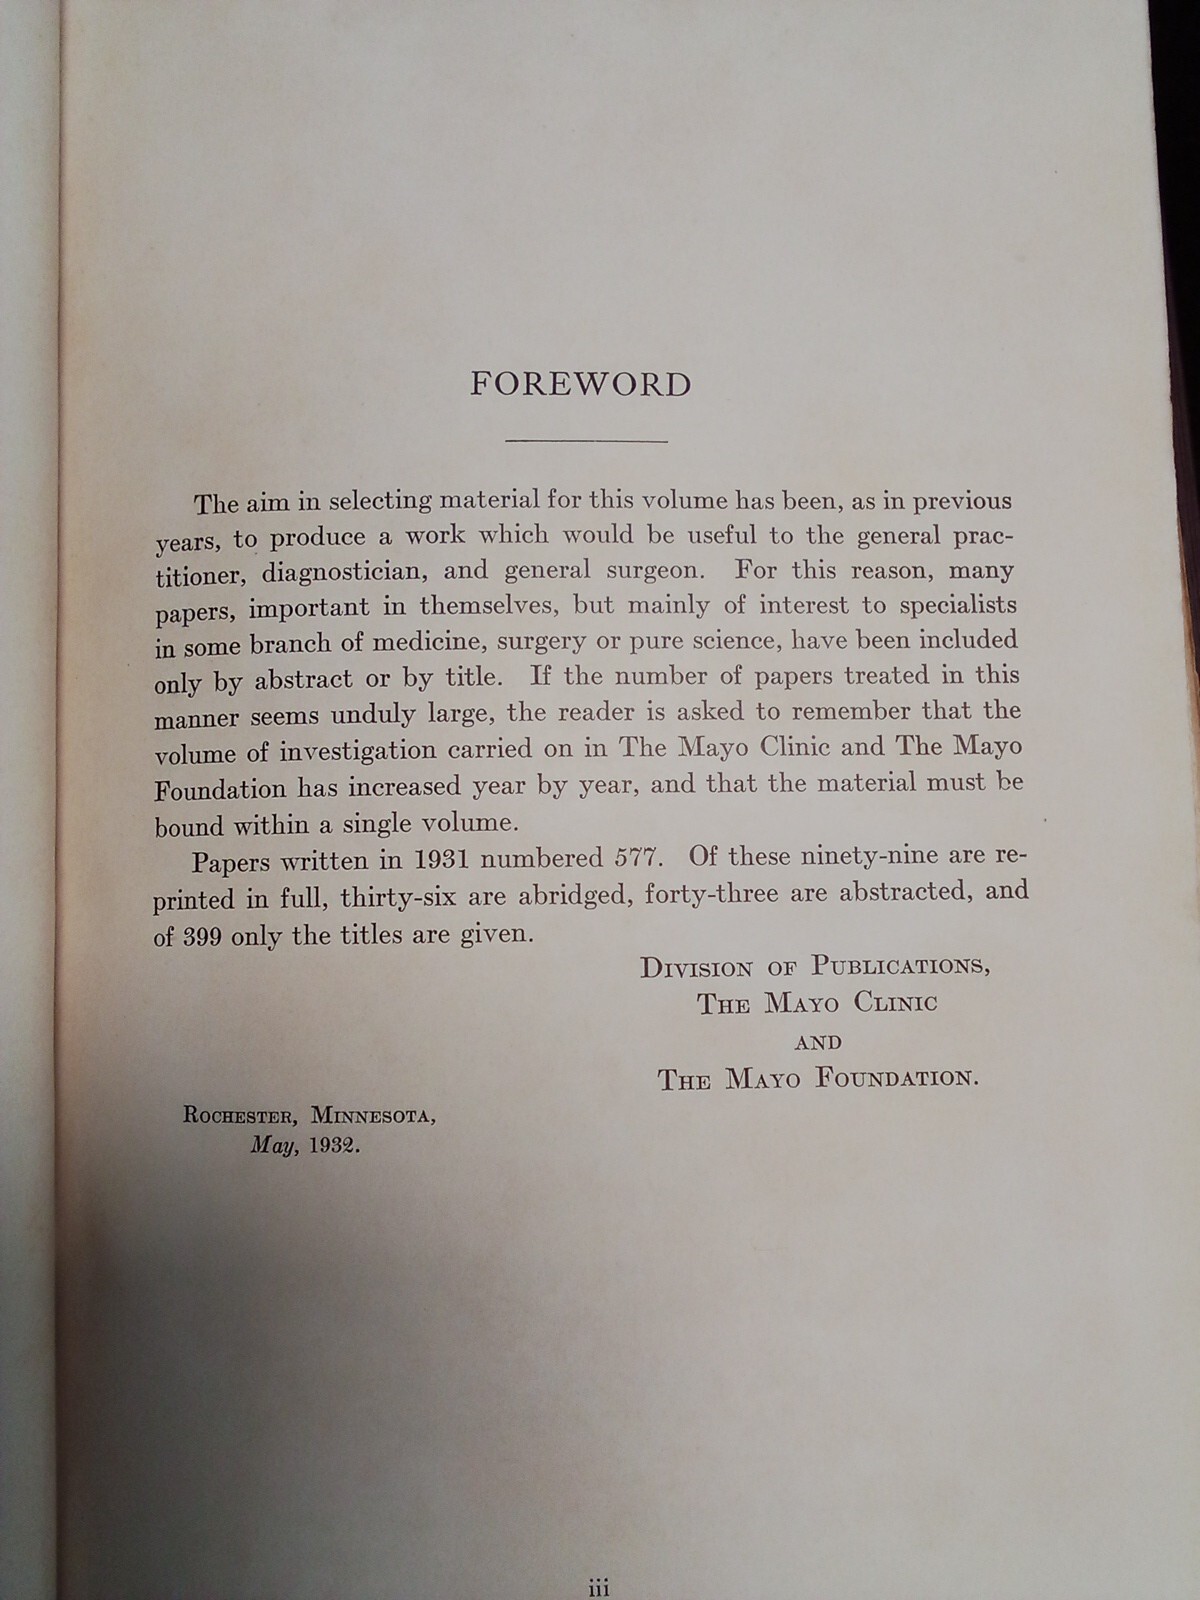 FOREWORD
The aim in selecting material for this volume has been, as in previous
years, to produce a work which would be useful to the general prac-
titioner, diagnostician, and general surgeon. For this reason, many
papers, important in themselves, but mainly of interest to specialists
in some branch of medicine, surgery or pure science, have been included
only by abstract or by title. If the number of papers treated in this
manner seems unduly large, the reader is asked to remember that the
volume of investigation carried on in The Mayo Clinic and The Mayo
Foundation has increased year by year, and that the material must be
bound within a single volume.
Papers written in 1931 numbered 577. Of these ninety-nine are re-
printed in full, thirty-six are abridged, forty-three are abstracted, and
of 399 only the titles are given.
DIVISION OF PUBLICATIONS,
THE MAYO CLINIC
AND
THE MAYO FOUNDATION.
ROCHESTER, MINNESOTA,
May, 1932.
iii